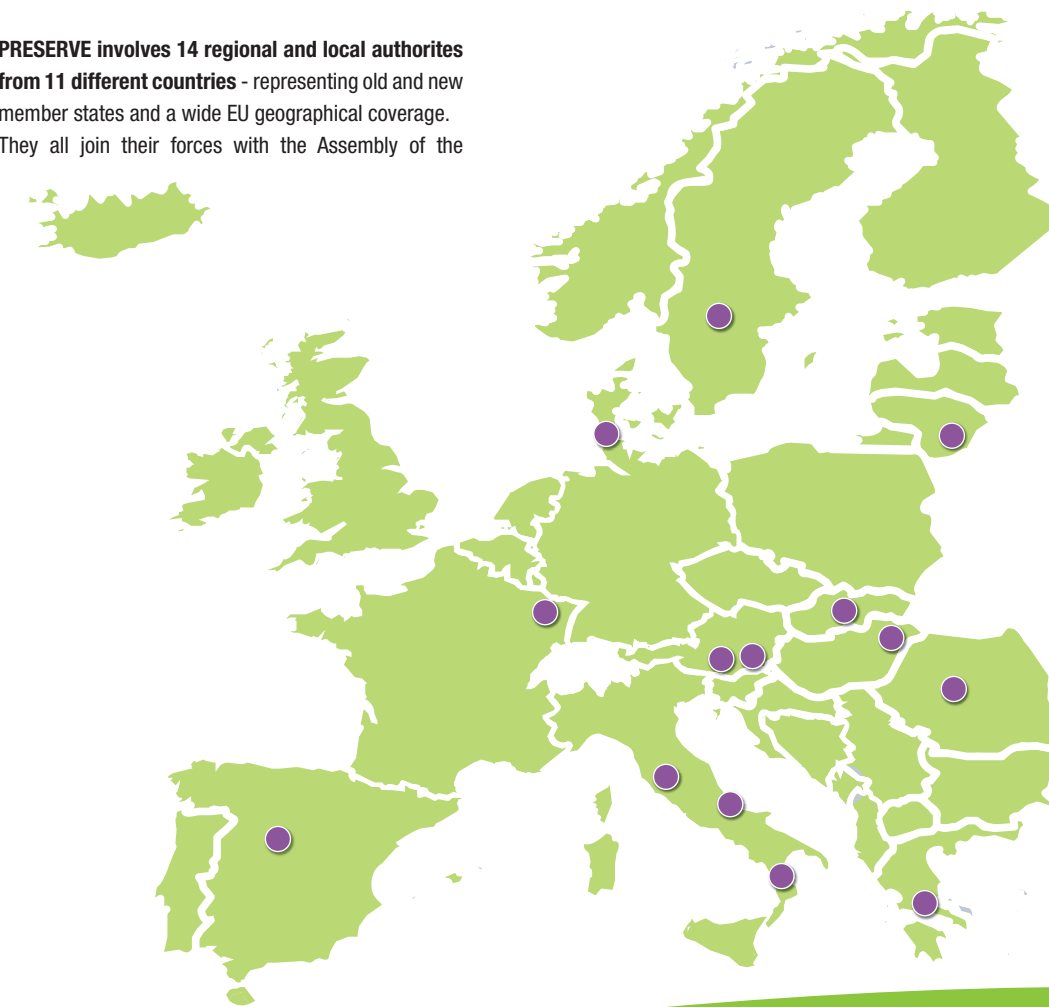 PRESERVE involves 14 regional and local authorites
from 11 different countries - representing old and new
member states and a wide EU geographical coverage.
They all join their forces with the Assembly of the